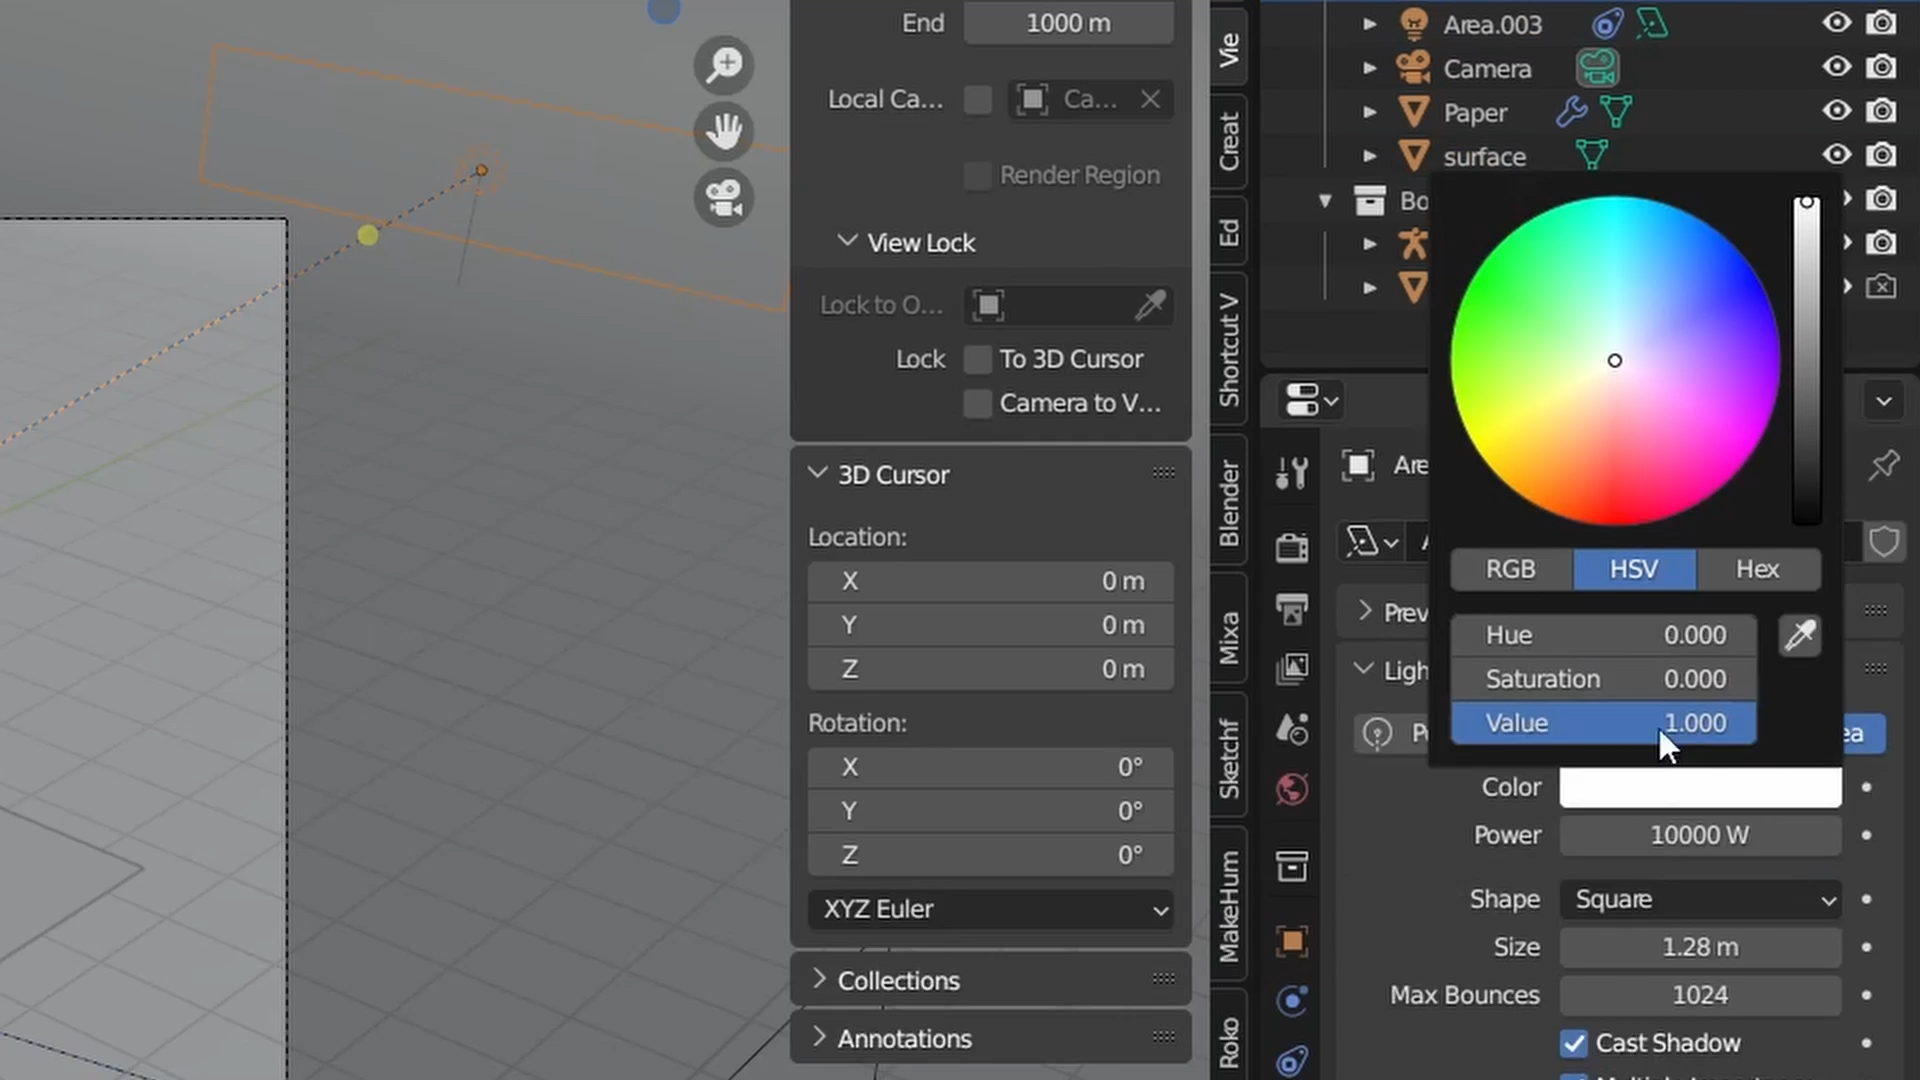 End 1000 m
Local Ca... Ca...
Render Region
View Lock
Lock to O...
Lock To 3D Cursor
Camera to V...
3D Cursor
Location:
X 0 m
Y 0 m
Z 0 m
Rotation:
X 0°
Y 0°
Z 0°
XYZ Euler
Collections
Annotations
Vie
Creat
Ed
Shortcut V
Blender
Mixa
Sketchf
MakeHum
Roko
Area.003
Camera
Paper
surface
Bo
Are
RGB HSV Hex
Hue 0.000
Saturation 0.000
Value 1.000
Prev
Ligh
ea
Color
Power 10000 W
Shape Square
Size 1.28 m
Max Bounces 1024
Cast Shadow